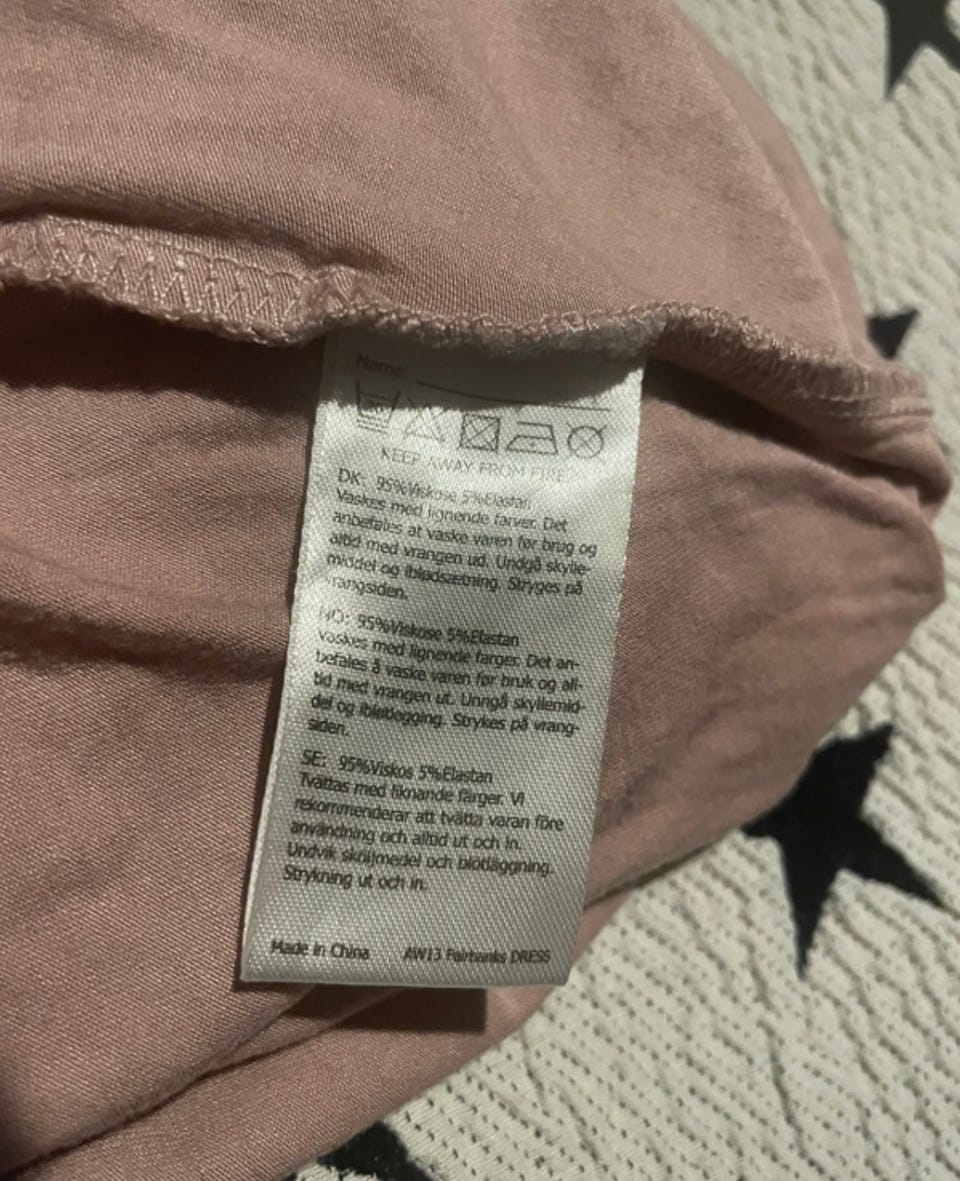 Name:
KEEP AWAY FROM FIRE
DK: 95%Viskose 5%Elastan
Vaskes med lignende farver. Det
anbefales at vaske varen før brug og
altid med vrangen ud. Undgå skylle-
middel og iblødsætning. Stryges på
vrangsiden.
NO: 95%Viskose 5%Elastan
Vaskes med lignende farger. Det an-
befales å vaske varen før bruk og all-
tid med vrangen ut. Unngå skyllemid-
del og ibløtlegging. Strykes på vrang-
siden.
SE: 95%Viskos 5%Elastan
Tvättas med liknande färger. Vi
rekommenderar att tvätta varan före
användning och alltid ut och in.
Undvik sköljmedel och blötläggning.
Strykning ut och in.
Made in China AW13 Fairbanks DRESS